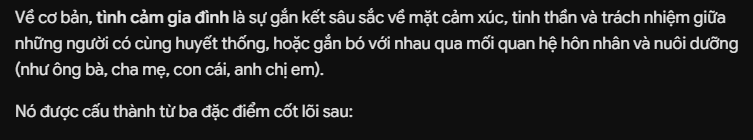 Về cơ bản, tình cảm gia đình là sự gắn kết sâu sắc về mặt cảm xúc, tinh thần và trách nhiệm giữa
những người có cùng huyết thống, hoặc gắn bó với nhau qua mối quan hệ hôn nhân và nuôi dưỡng
(như ông bà, cha mẹ, con cái, anh chị em).
Nó được cấu thành từ ba đặc điểm cốt lõi sau: